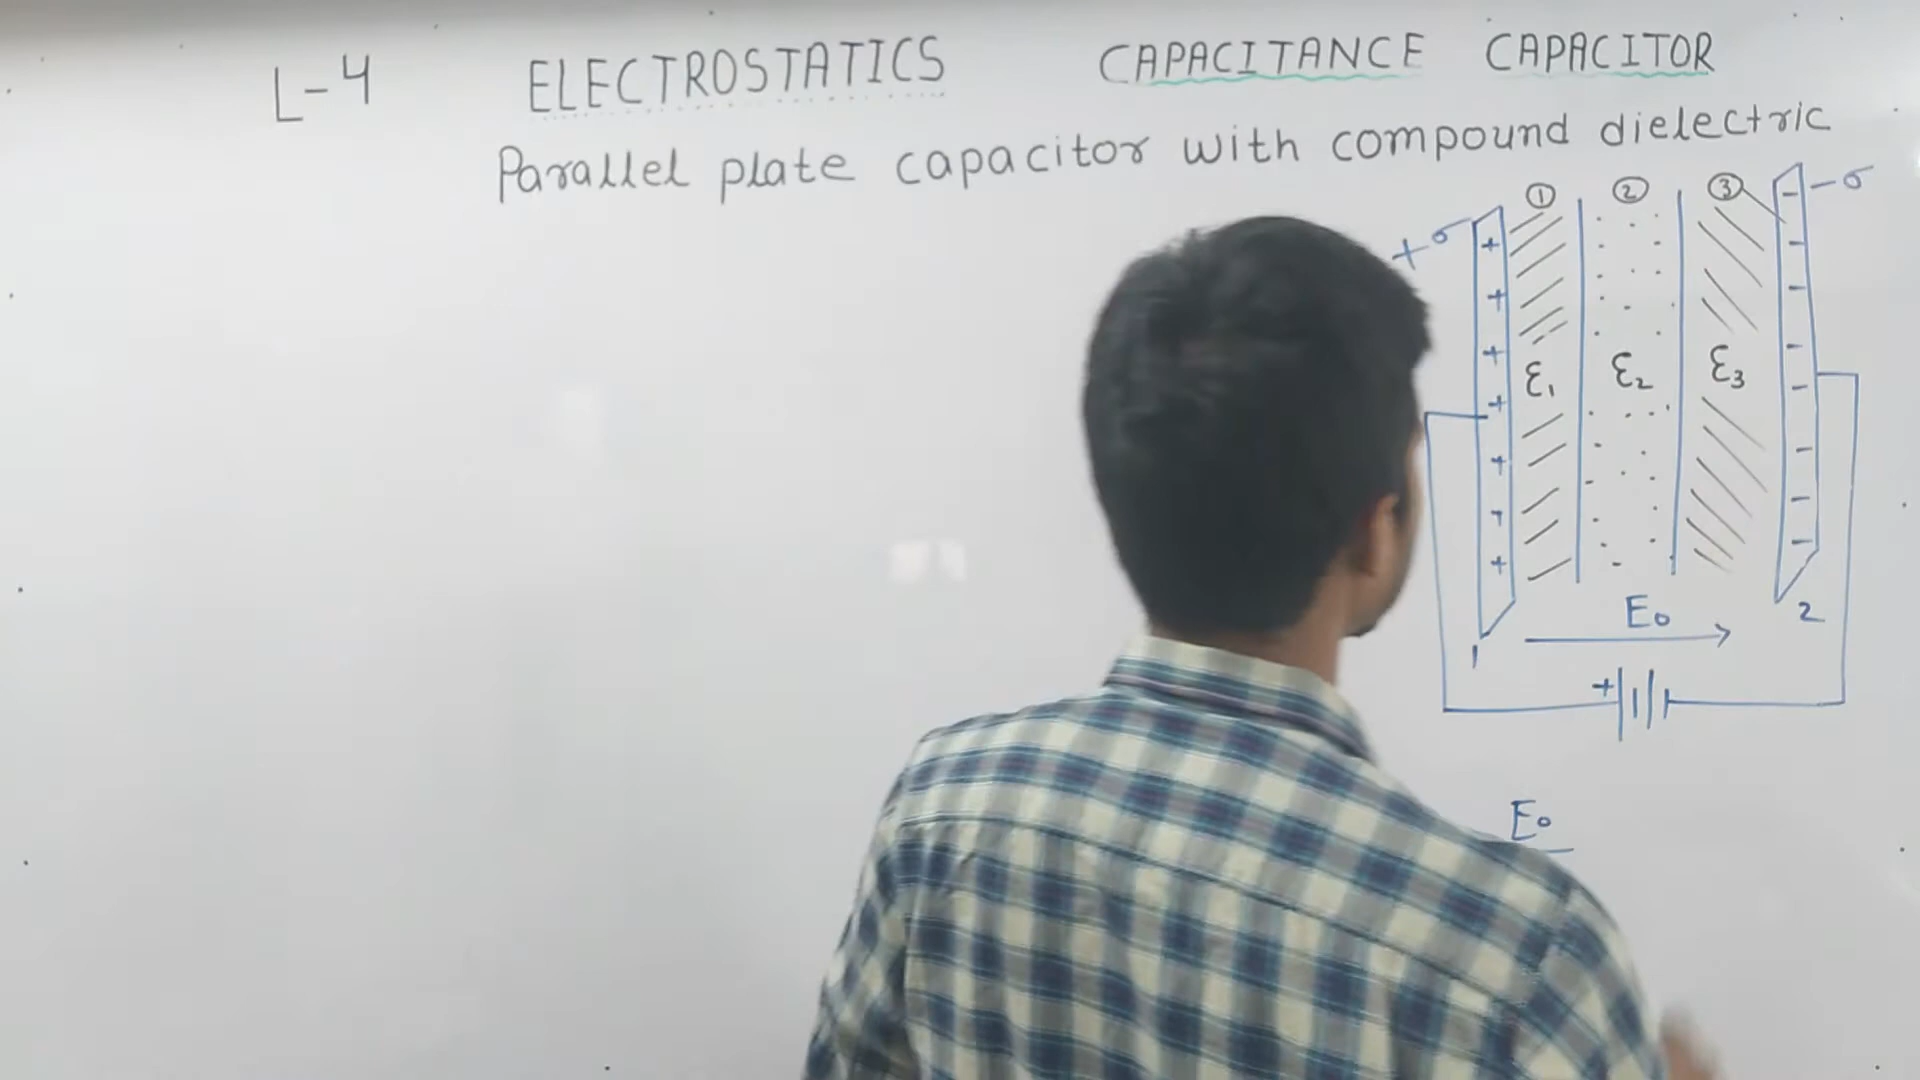 L-4 ELECTROSTATICS CAPACITANCE CAPACITOR
Parallel plate capacitor with compound dielectric
① ② ③ -σ
+σ
ε₁ ε₂ ε₃
E₀
1 2
+
E₀